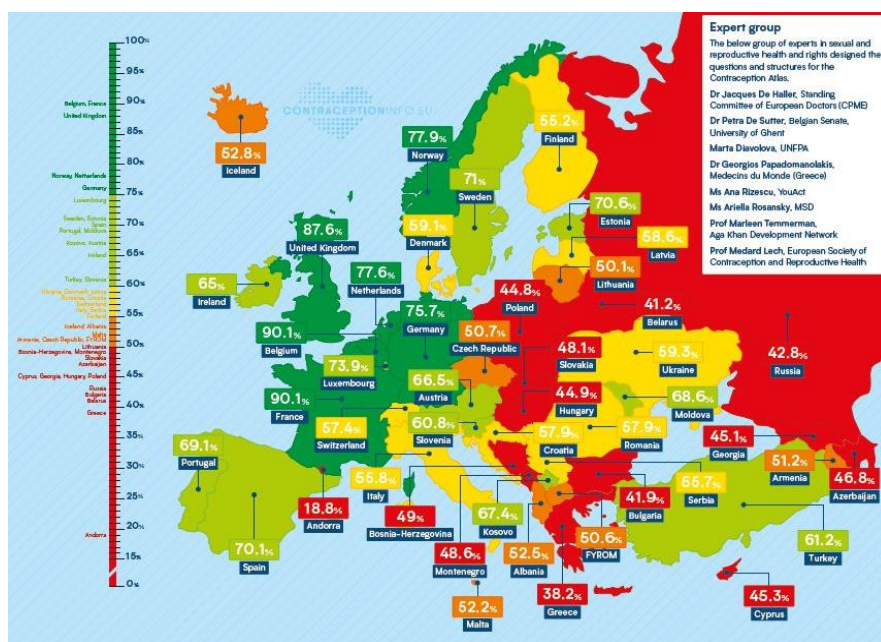 100%
95%
90%
85%
80%
75%
70%
65%
60%
55%
50%
45%
40%
35%
30%
25%
20%
15%
10%
0%
Belgium, France
United Kingdom
Norway, Netherlands
Germany
Luxembourg
Sweden, Estonia
Spain
Portugal, Moldova
Kosovo, Austria
Ireland
Turkey, Slovenia
Iceland, Albania
Malta
Armenia, Czech Republic, FYROM
Lithuania
Bosnia-Herzegovina, Montenegro
Slovakia
Azerbaijan
Cyprus, Georgia, Hungary, Poland
Russia
Bulgaria
Belarus
Greece
Andorra
CONTRACEPTIONINFO.EU
Expert group
The below group of experts in sexual and
reproductive health and rights designed the
questions and structures for the
Contraception Atlas.
Dr Jacques De Haller, Standing
Committee of European Doctors (CPME)
Dr Petra De Sutter, Belgian Senate,
University of Ghent
Marta Diavolova, UNFPA
Dr Georgios Papadomanolakis,
Medecins du Monde (Greece)
Ms Ana Rizescu, YouAct
Ms Ariella Rosansky, MSD
Prof Marleen Temmerman,
Aga Khan Development Network
Prof Medard Lech, European Society of
Contraception and Reproductive Health
52.8%
Iceland
77.9%
Norway
55.2%
Finland
71%
Sweden
70.6%
Estonia
87.6%
United Kingdom
59.1%
Denmark
58.6%
Latvia
65%
Ireland
77.6%
Netherlands
50.1%
Lithuania
44.8%
Poland
41.2%
Belarus
75.7%
Germany
90.1%
Belgium
50.7%
Czech Republic
48.1%
Slovakia
59.3%
Ukraine
42.8%
Russia
73.9%
Luxembourg
66.5%
Austria
44.9%
Hungary
68.6%
Moldova
90.1%
France
57.4%
Switzerland
60.8%
Slovenia
57.9%
Croatia
57.9%
Romania
45.1%
Georgia
69.1%
Portugal
51.2%
Armenia
46.8%
Azerbaijan
55.8%
Italy
55.7%
Serbia
18.8%
Andorra
49%
Bosnia-Herzegovina
67.4%
Kosovo
41.9%
Bulgaria
70.1%
Spain
48.6%
Montenegro
52.5%
Albania
50.6%
FYROM
61.2%
Turkey
52.2%
Malta
38.2%
Greece
45.3%
Cyprus